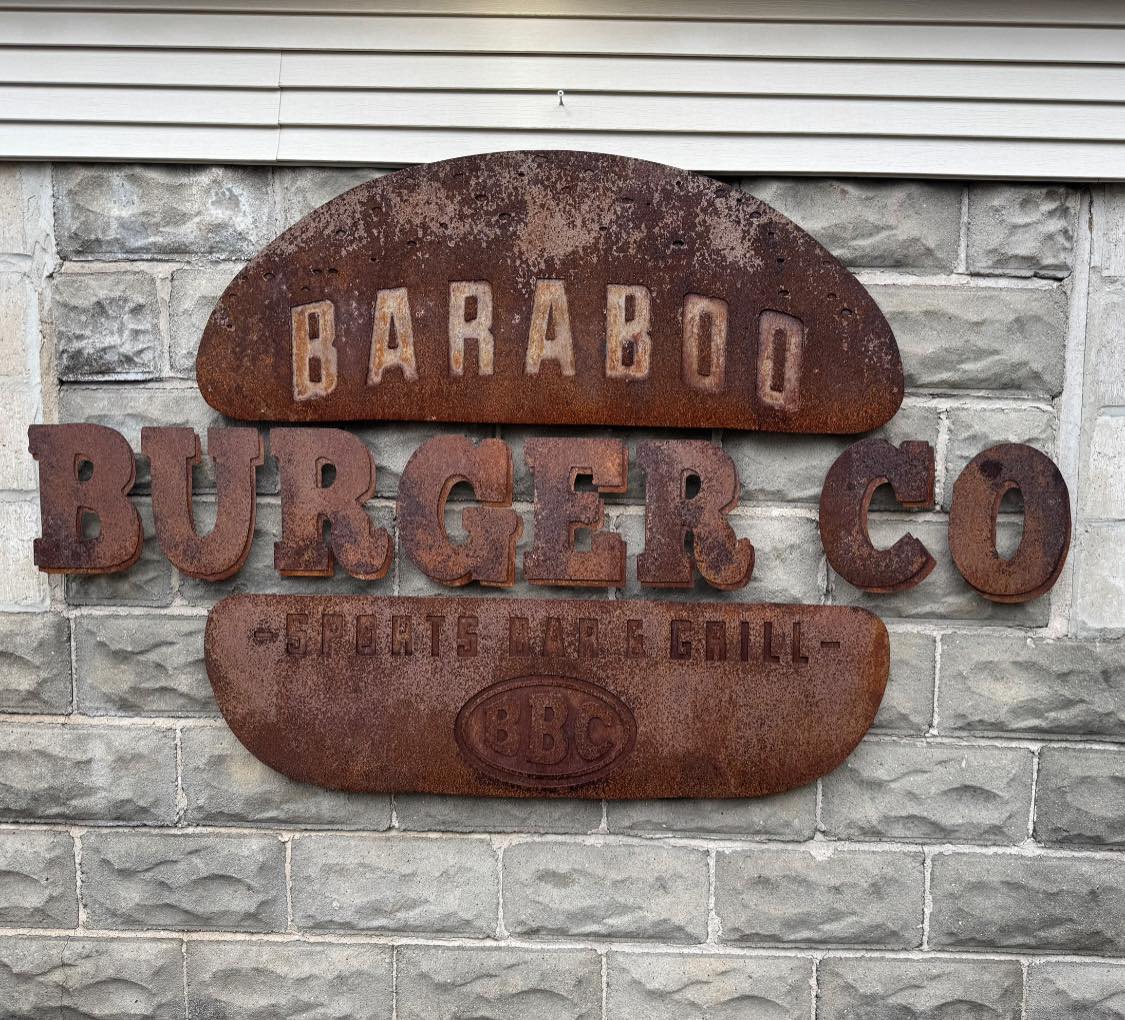 BARABOO
BURGER CO
-SPORTS BAR & GRILL-
BBC